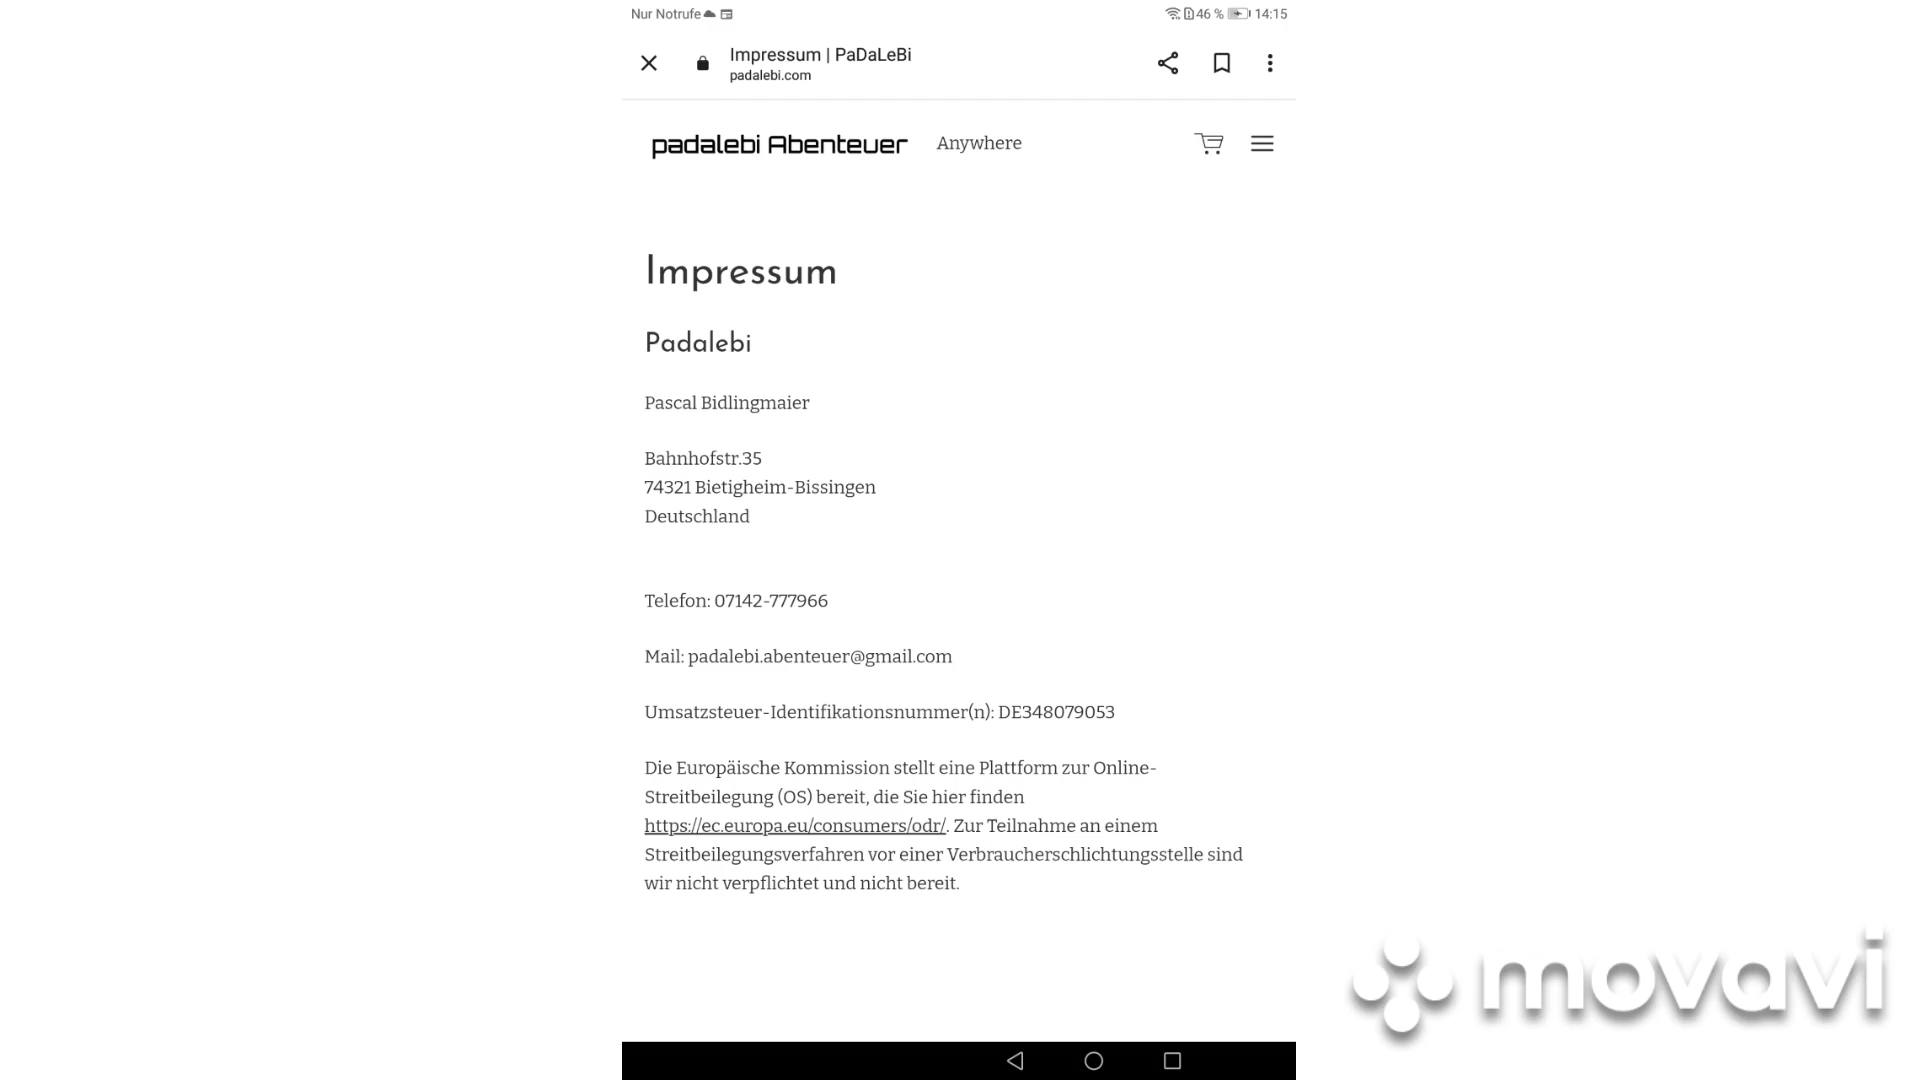 Nur Notrufe 46 % 14:15
Impressum | PaDaLeBi
padalebi.com
padalebi Abenteuer Anywhere
Impressum
Padalebi
Pascal Bidlingmaier
Bahnhofstr.35
74321 Bietigheim-Bissingen
Deutschland
Telefon: 07142-777966
Mail: padalebi.abenteuer@gmail.com
Umsatzsteuer-Identifikationsnummer(n): DE348079053
Die Europäische Kommission stellt eine Plattform zur Online-
Streitbeilegung (OS) bereit, die Sie hier finden
https://ec.europa.eu/consumers/odr/. Zur Teilnahme an einem
Streitbeilegungsverfahren vor einer Verbraucherschlichtungsstelle sind
wir nicht verpflichtet und nicht bereit.
movavi